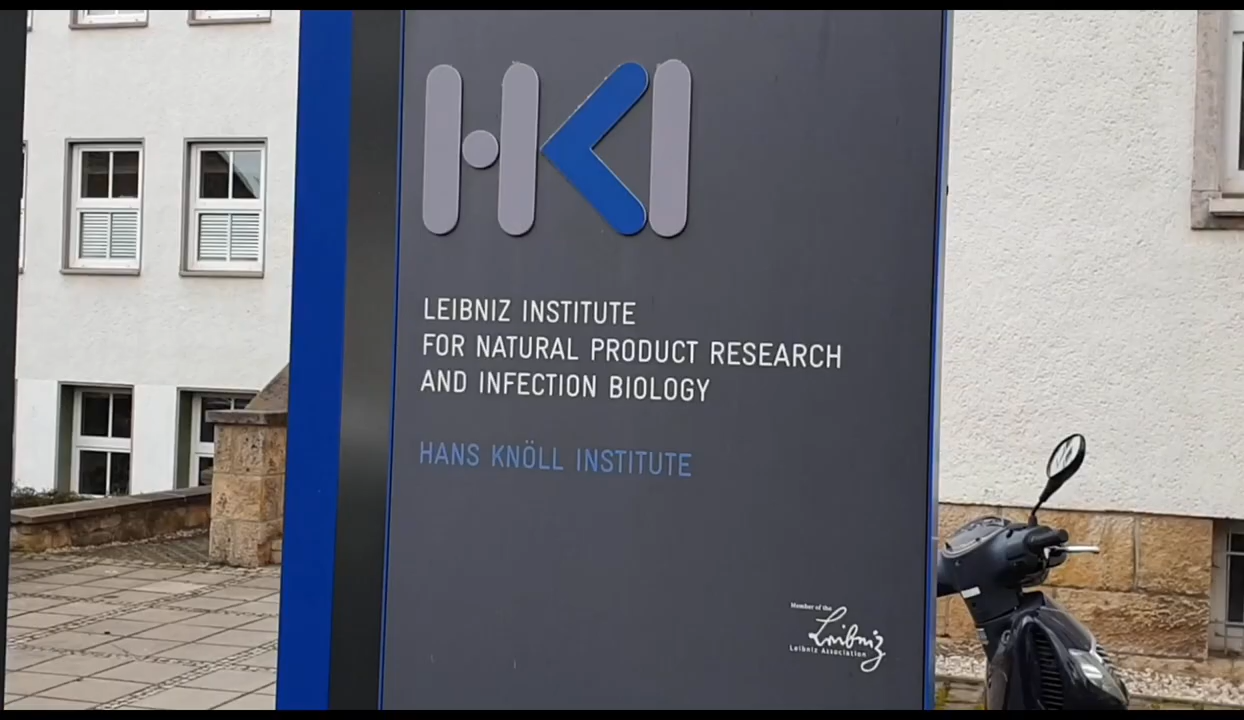 HKI
LEIBNIZ INSTITUTE
FOR NATURAL PRODUCT RESEARCH
AND INFECTION BIOLOGY
HANS KNÖLL INSTITUTE
Member of the
Leibniz
Leibniz Association